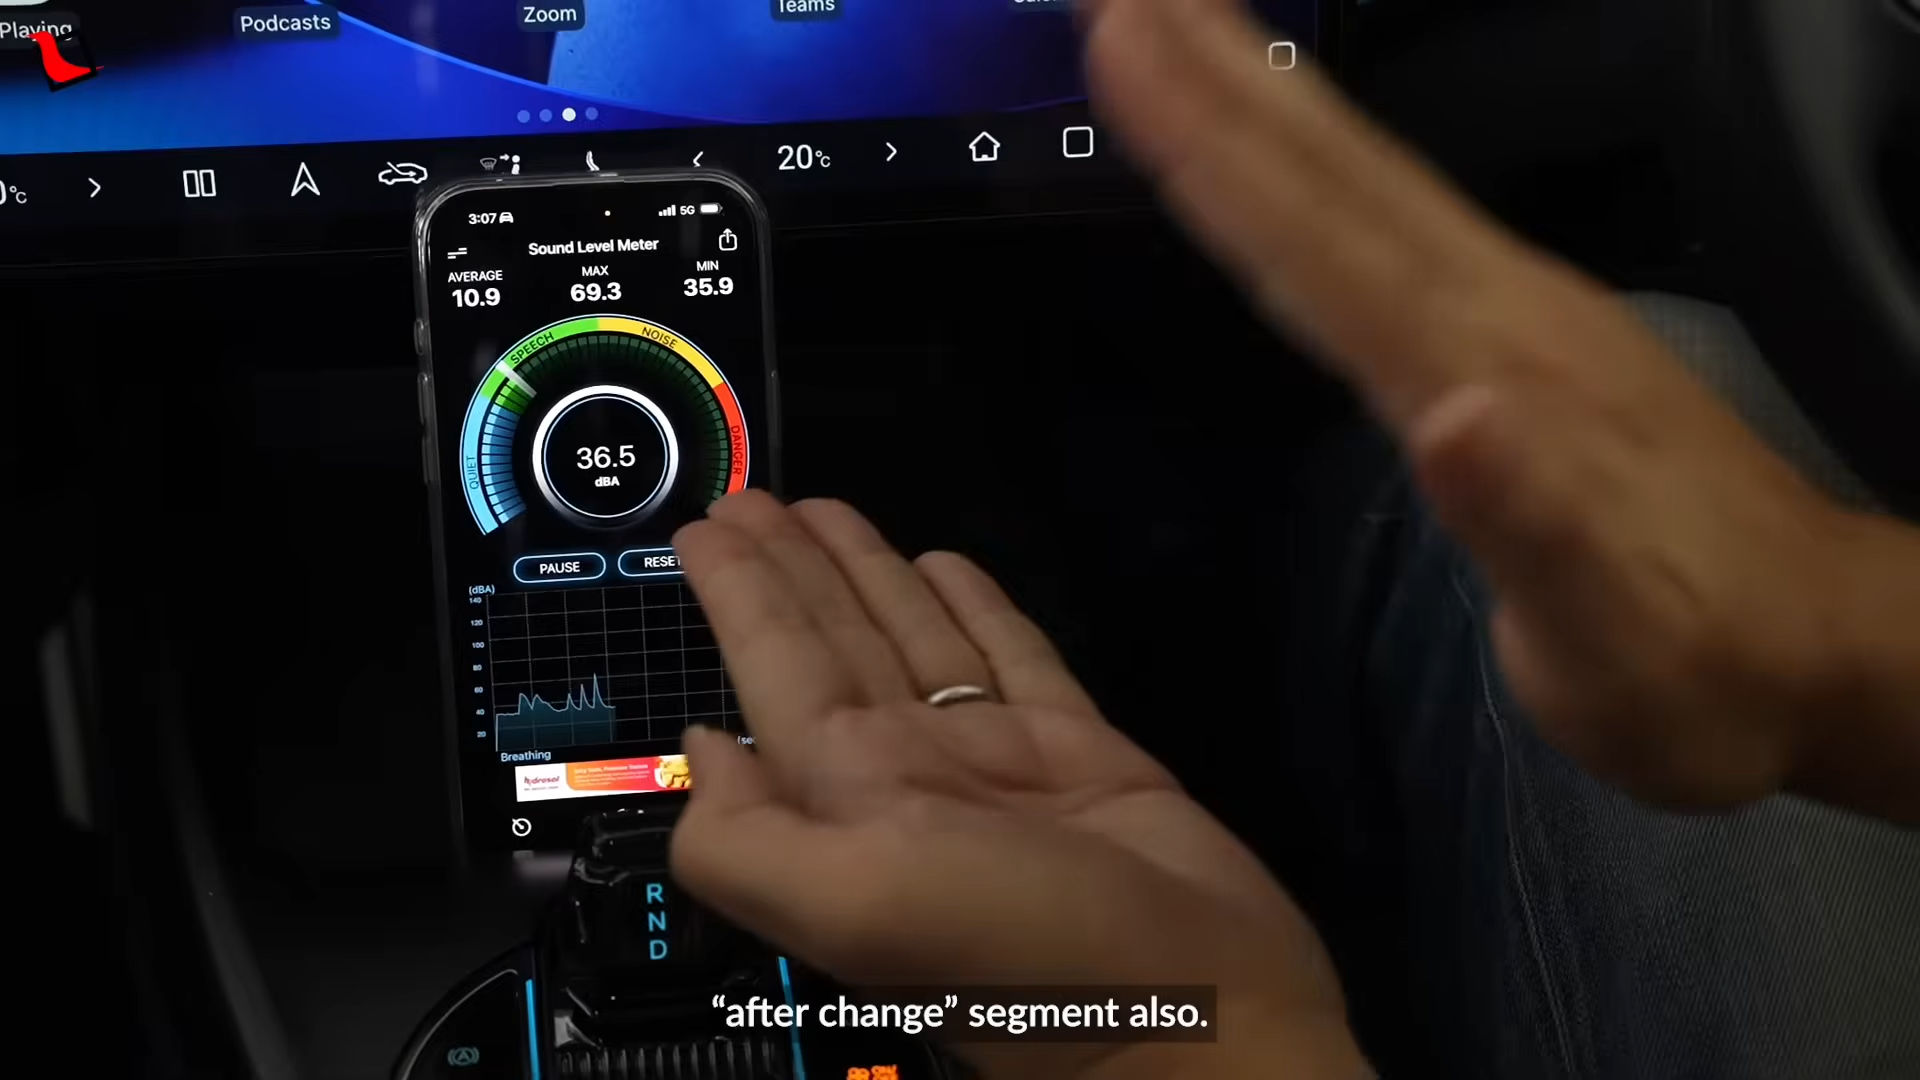 Playing
Podcasts
Zoom
Teams
20°c
3:07
5G
Sound Level Meter
AVERAGE
10.9
MAX
69.3
MIN
35.9
QUIET
SPEECH
NOISE
DANGER
36.5
dBA
PAUSE
RESET
(dBA)
140
120
100
80
60
40
20
Breathing
R
N
D
"after change" segment also.